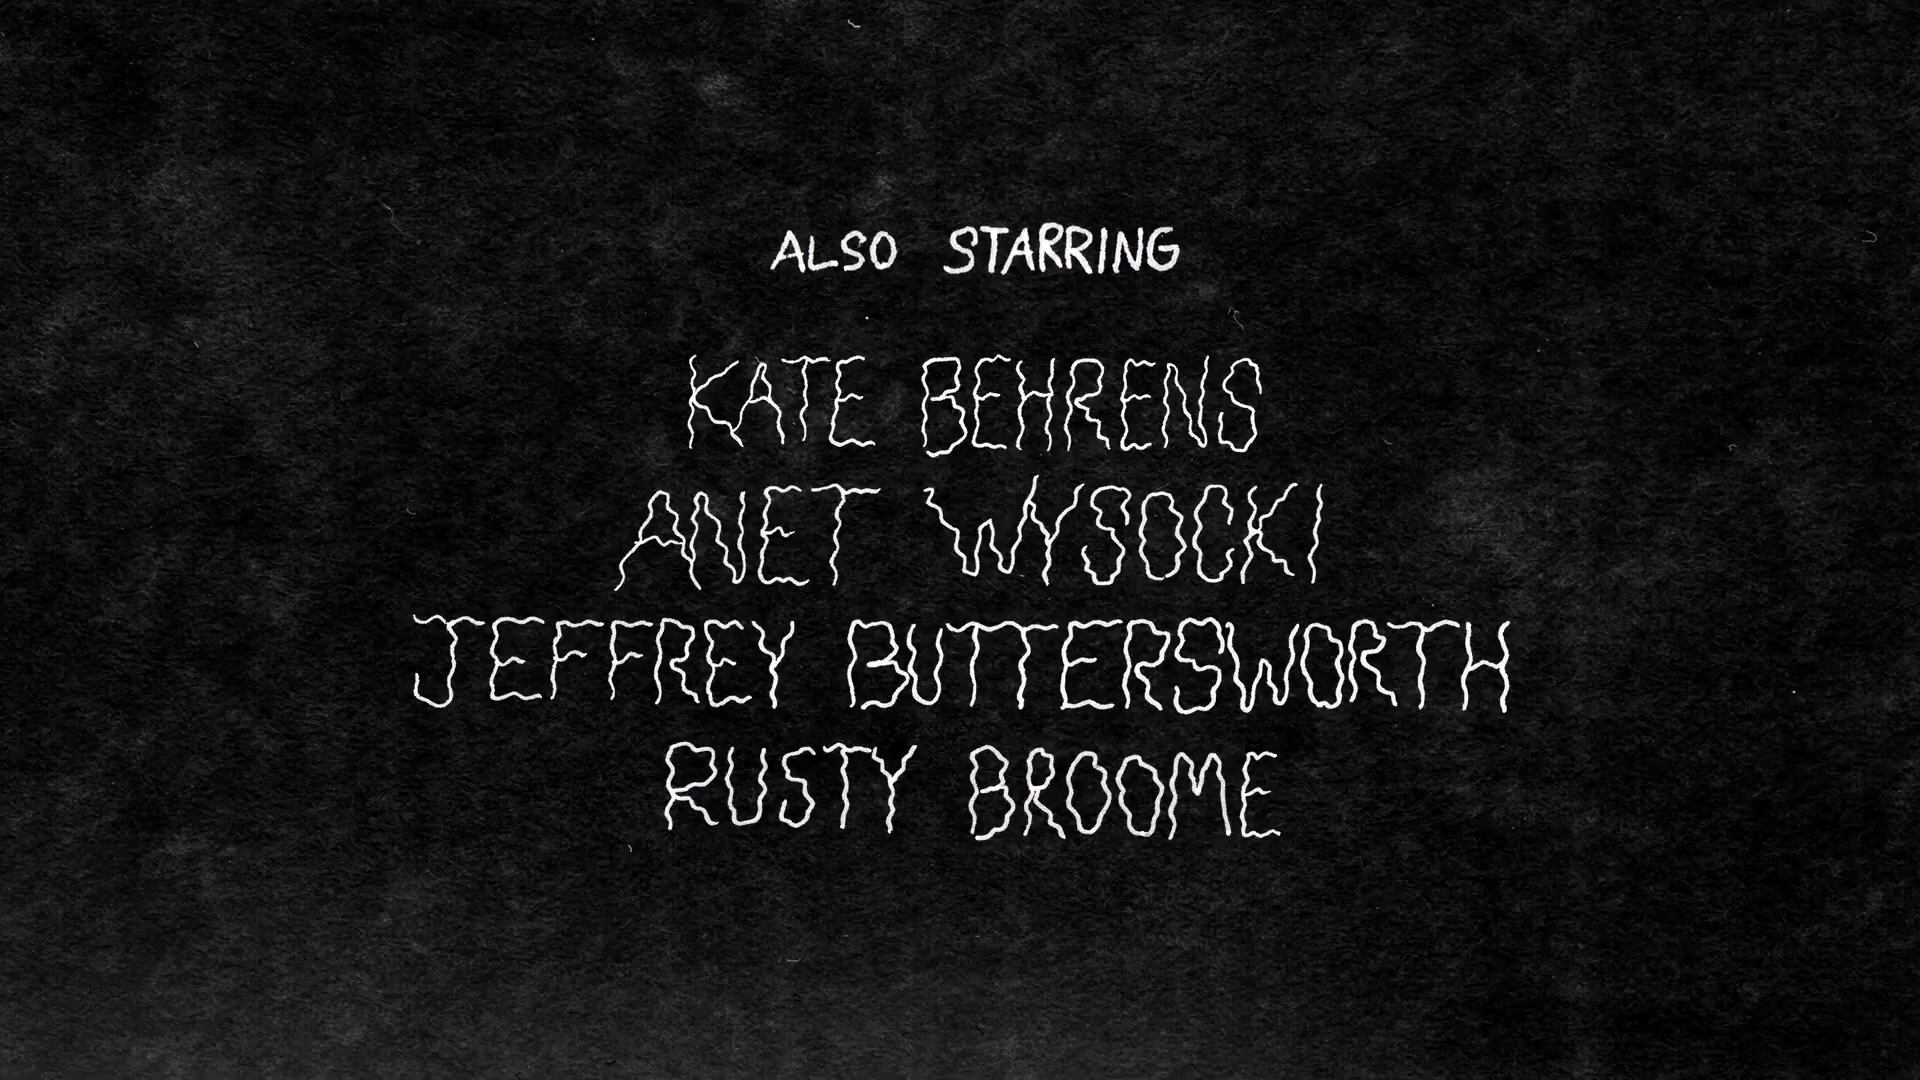 ALSO STARRING
KATE BEHRENS
ANET WYSOCKI
JEFFREY BUTTERSWORTH
RUSTY BROOME